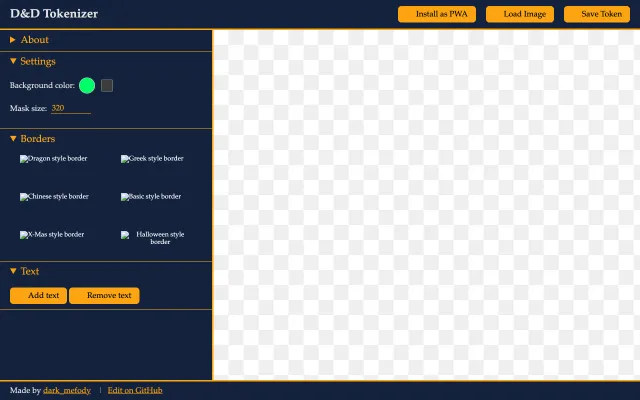 D&D Tokenizer
Install as PWA
Load Image
Save Token
About
Settings
Background color:
Mask size: 320
Borders
Dragon style border
Greek style border
Chinese style border
Basic style border
X-Mas style border
Halloween style
border
Text
Add text
Remove text
Made by dark_mefody | Edit on GitHub